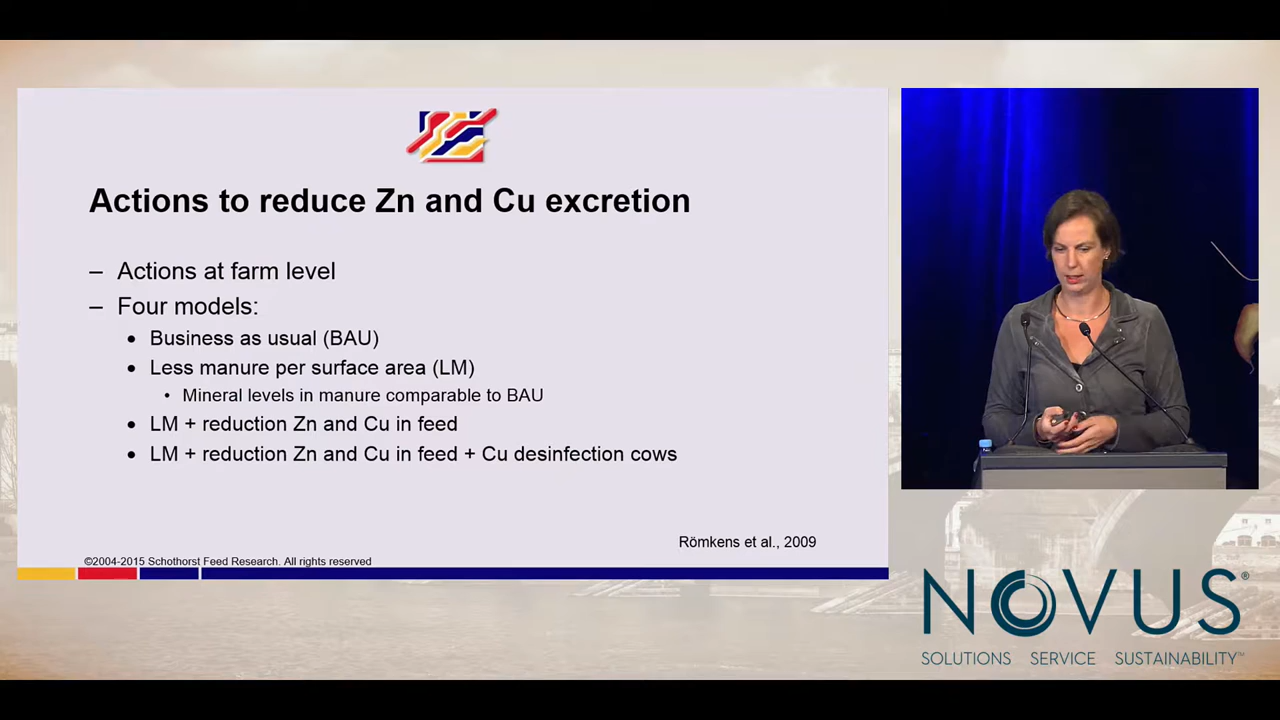 Actions to reduce Zn and Cu excretion
– Actions at farm level
– Four models:
• Business as usual (BAU)
• Less manure per surface area (LM)
• Mineral levels in manure comparable to BAU
• LM + reduction Zn and Cu in feed
• LM + reduction Zn and Cu in feed + Cu desinfection cows
Römkens et al., 2009
©2004-2015 Schothorst Feed Research. All rights reserved
NOVUS®
SOLUTIONS SERVICE SUSTAINABILITY™